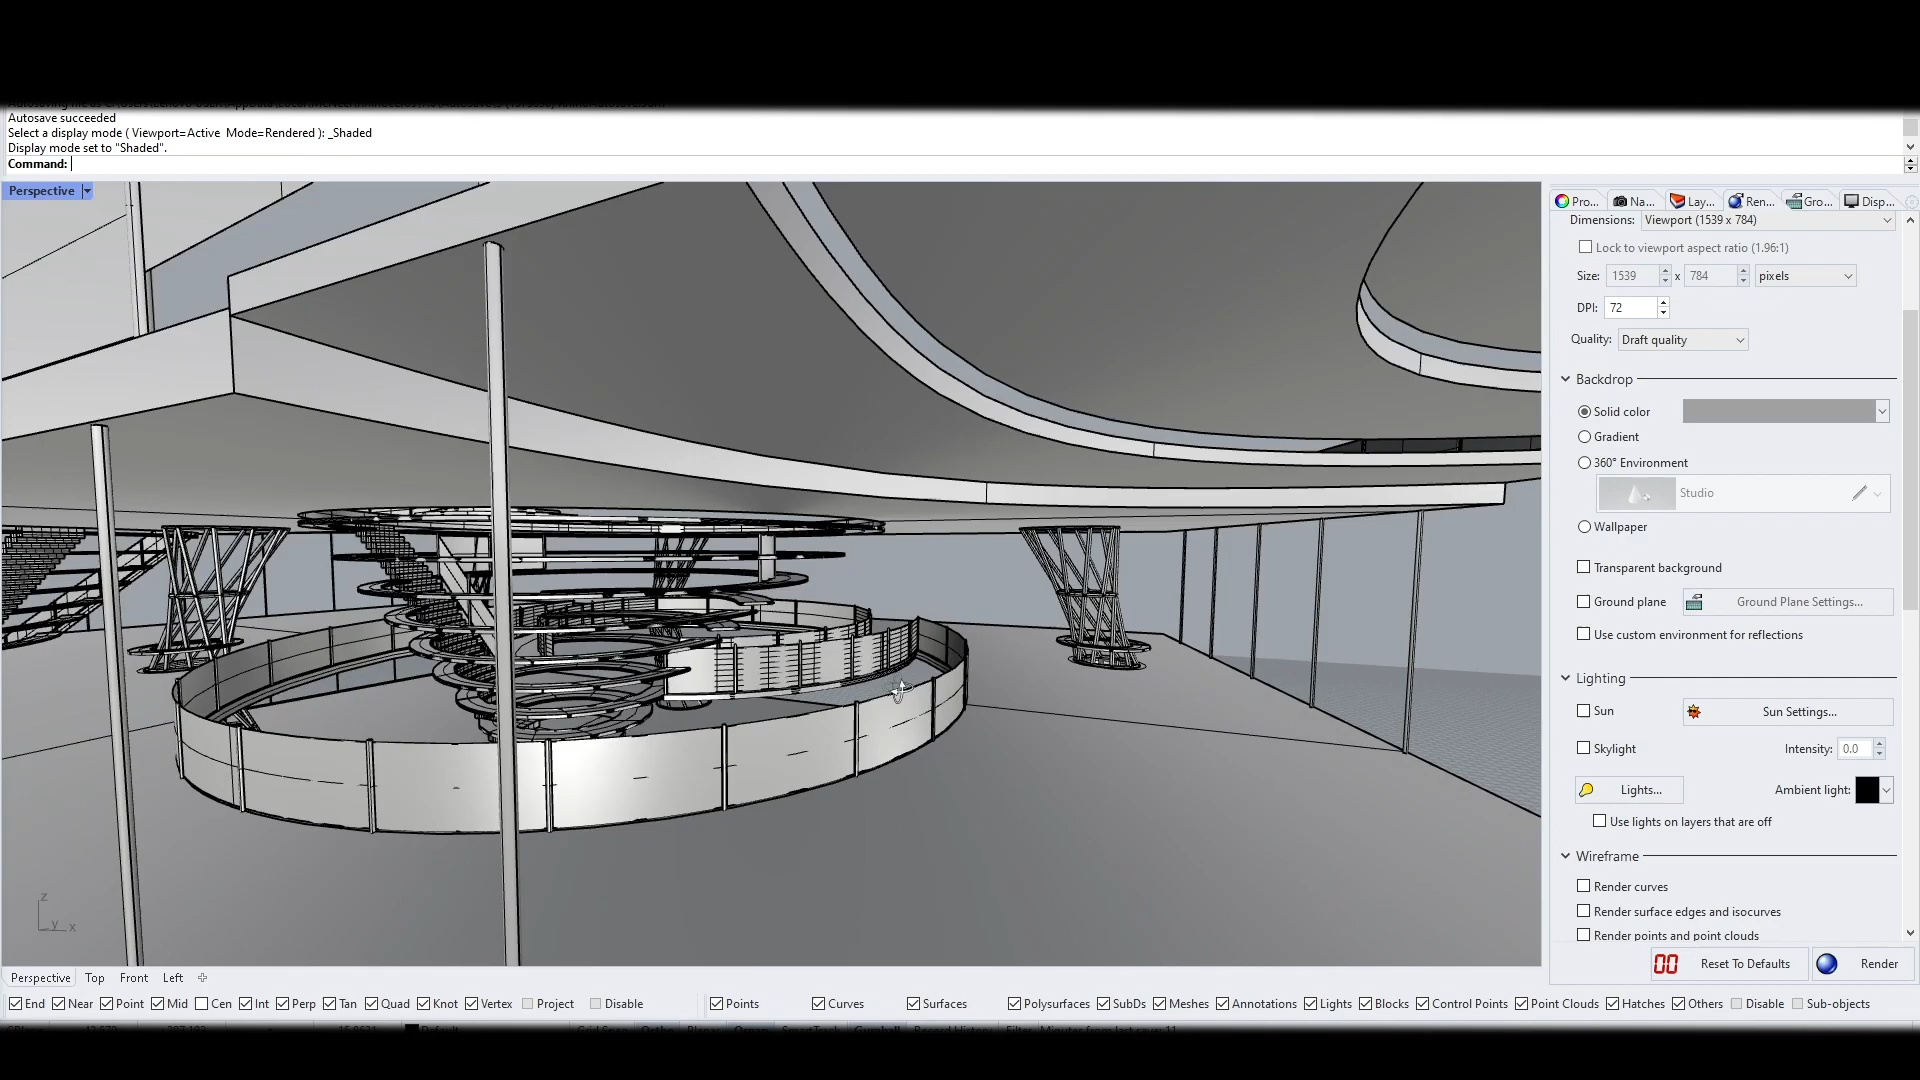 Autosave succeeded
Select a display mode ( Viewport=Active  Mode=Rendered ): _Shaded
Display mode set to "Shaded".
Command:
Perspective
Pro... Na... Lay... Ren... Gro... Disp...
Dimensions: Viewport (1539 x 784)
Lock to viewport aspect ratio (1.96:1)
Size: 1539 x 784 pixels
DPI: 72
Quality: Draft quality
Backdrop
Solid color
Gradient
360° Environment
Studio
Wallpaper
Transparent background
Ground plane Ground Plane Settings...
Use custom environment for reflections
Lighting
Sun Sun Settings...
Skylight Intensity: 0.0
Lights... Ambient light:
Use lights on layers that are off
Wireframe
Render curves
Render surface edges and isocurves
Render points and point clouds
Reset To Defaults Render
z
y x
Perspective Top Front Left
End Near Point Mid Cen Int Perp Tan Quad Knot Vertex Project Disable Points Curves Surfaces Polysurfaces SubDs Meshes Annotations Lights Blocks Control Points Point Clouds Hatches Others Disable Sub-objects